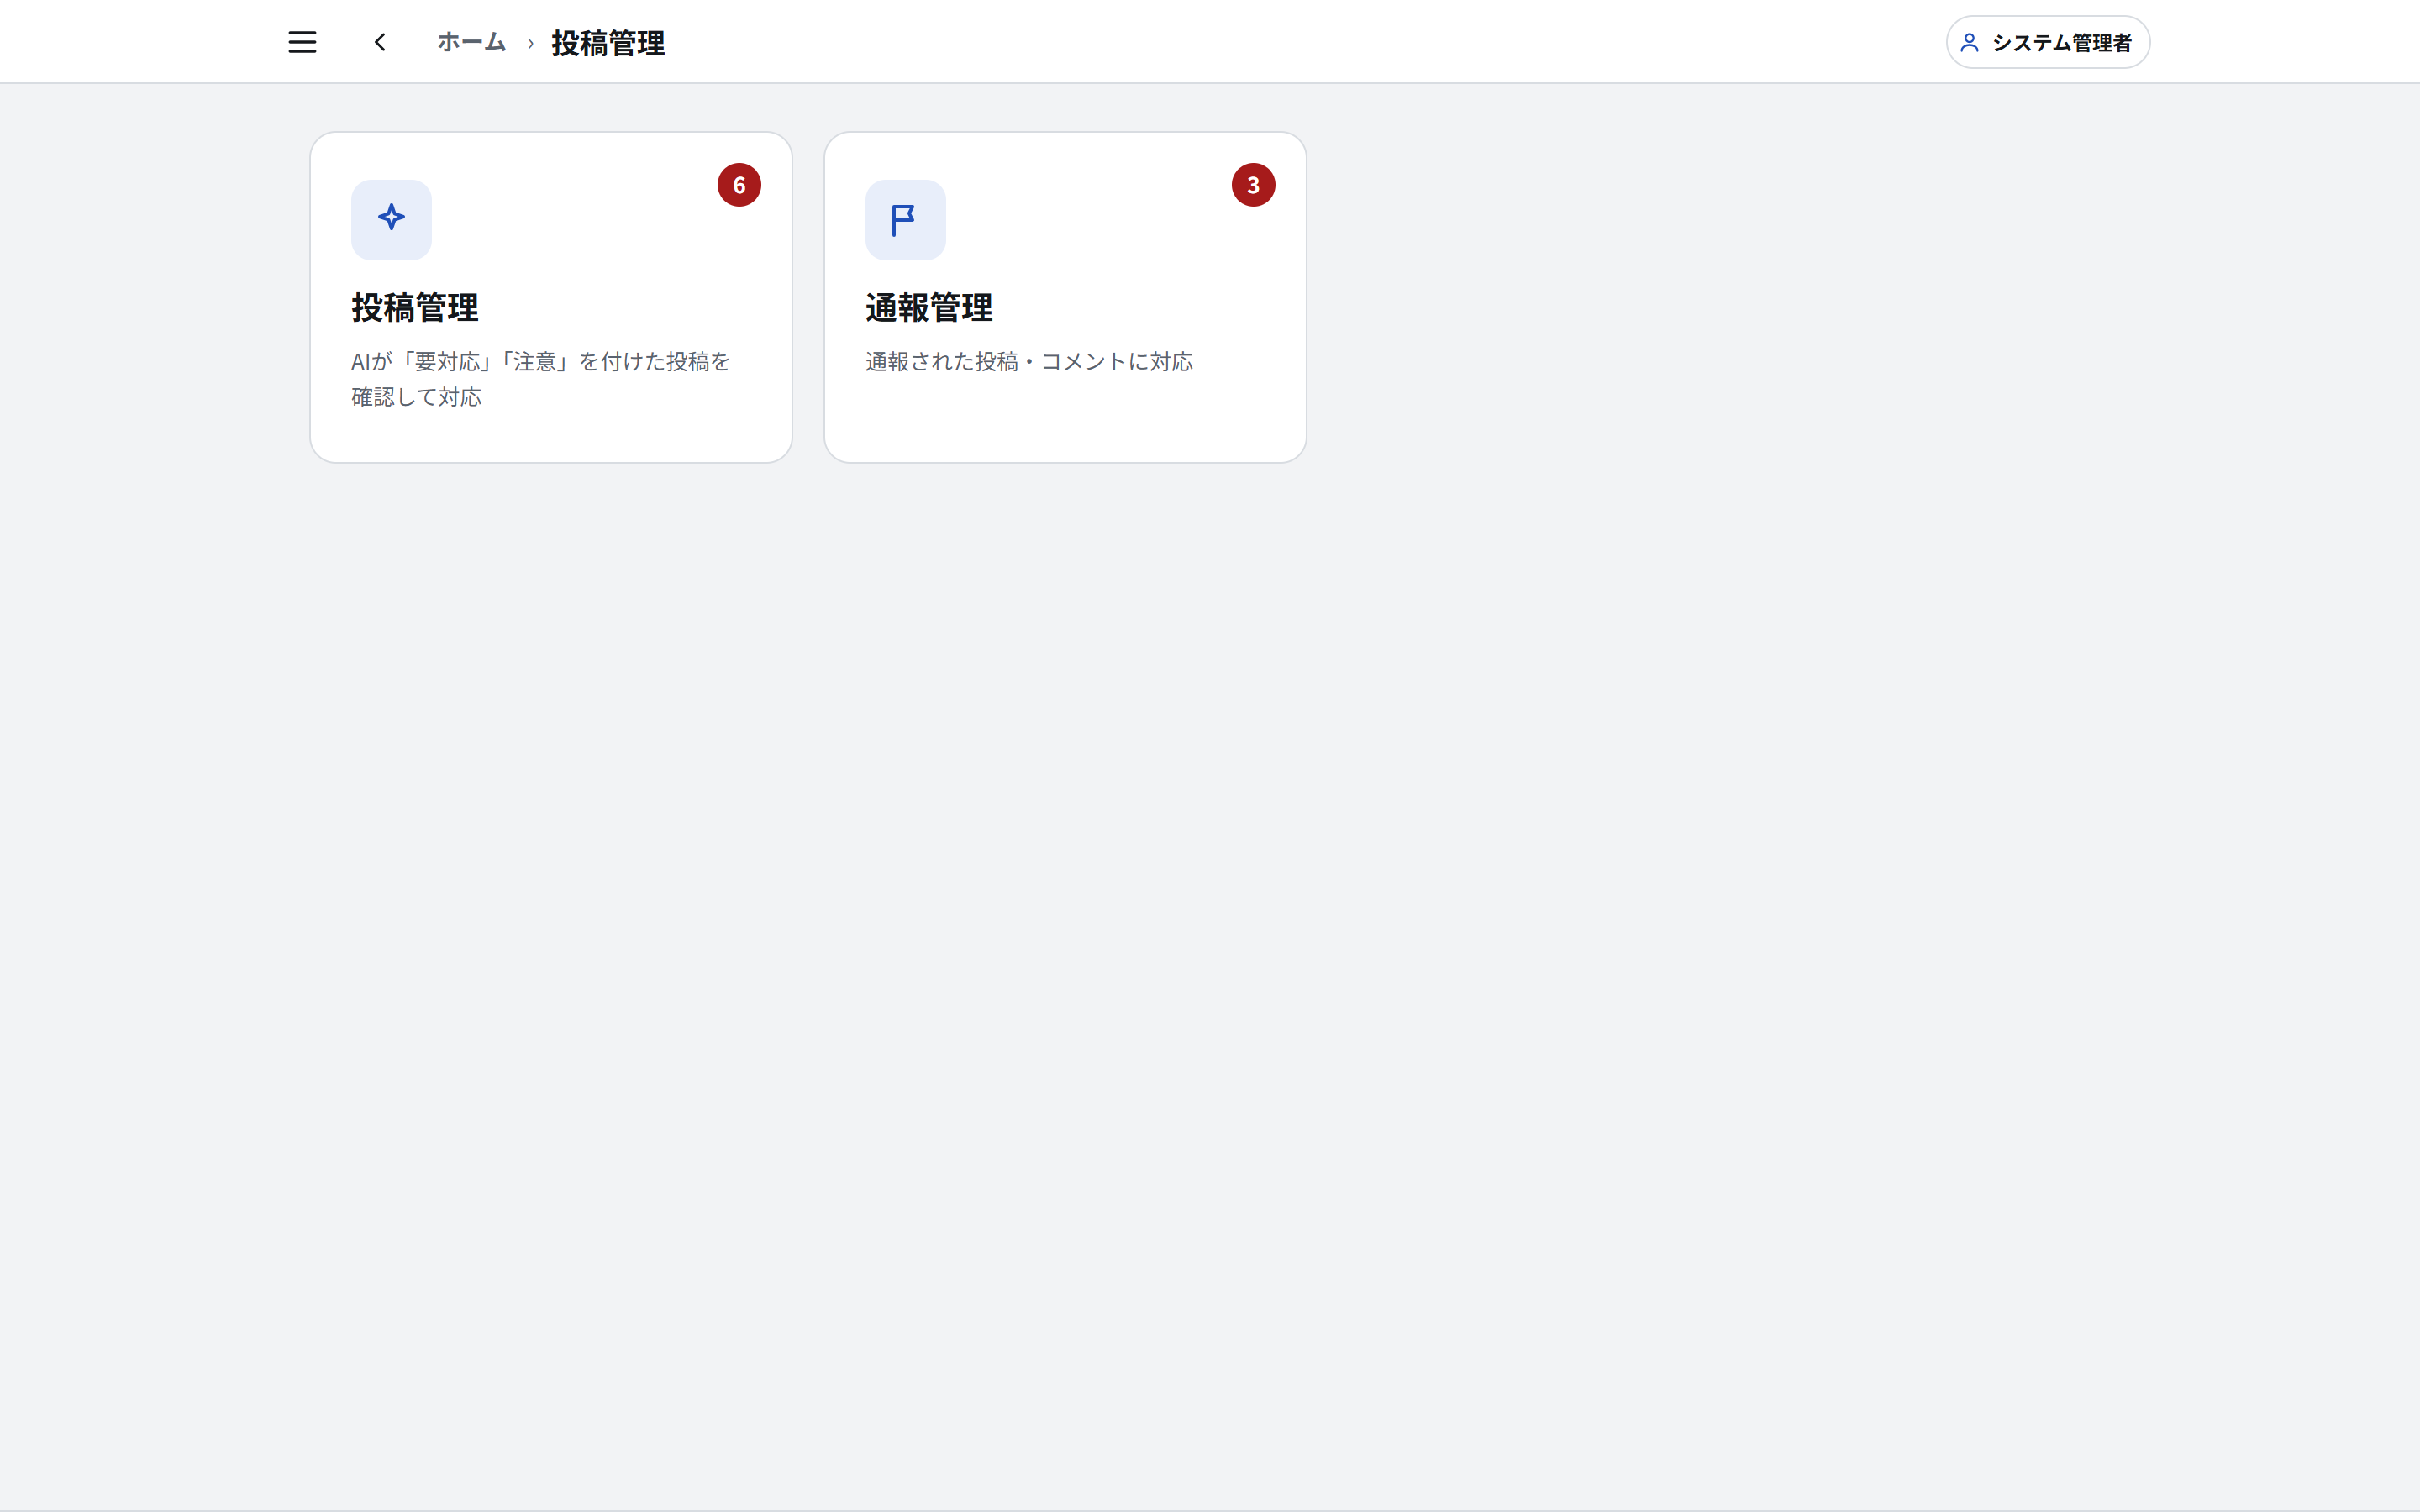 ホーム › 投稿管理
システム管理者
6
投稿管理
AIが「要対応」「注意」を付けた投稿を
確認して対応
3
通報管理
通報された投稿・コメントに対応